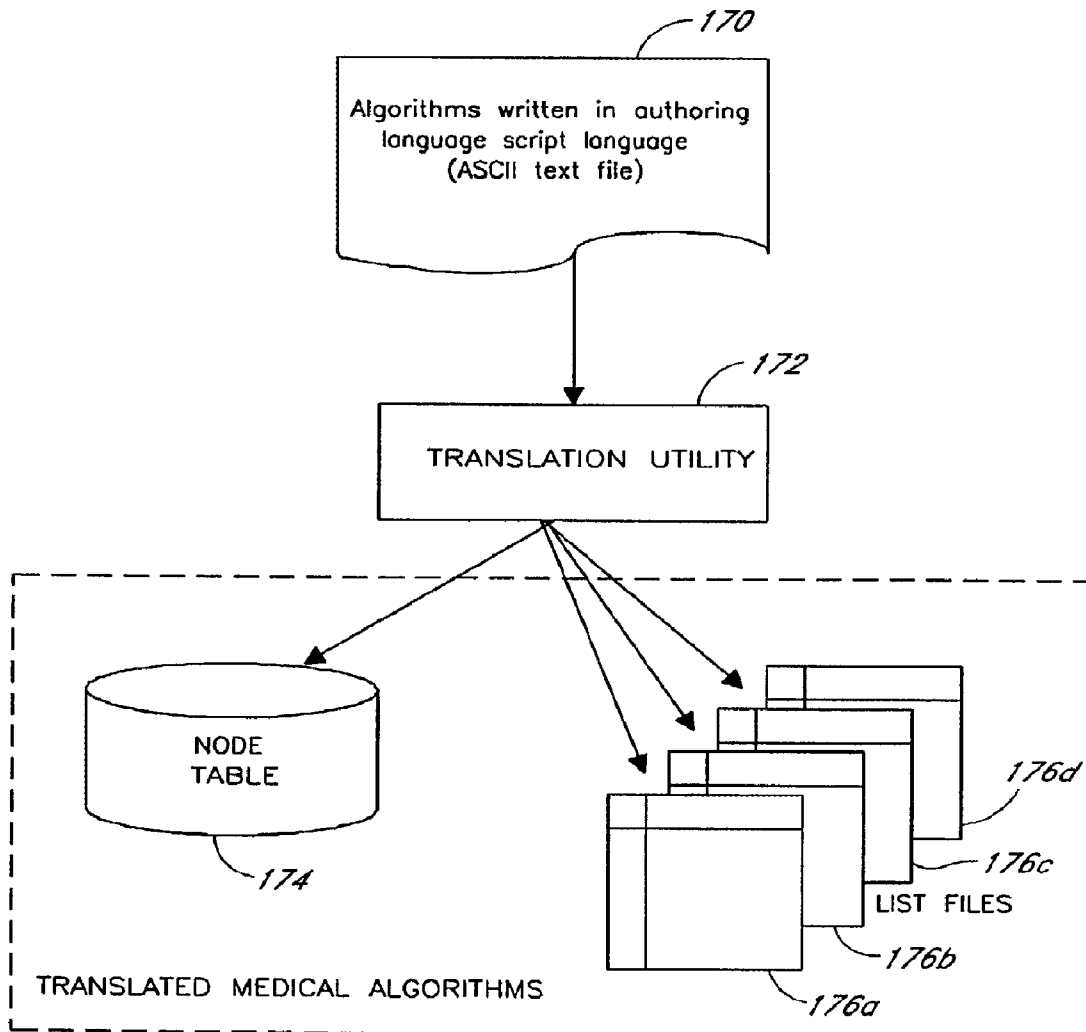 170
Algorithms written in authoring
language script language
(ASCII text file)
172
TRANSLATION UTILITY
NODE
TABLE
174
176d
176c
LIST FILES
176b
176a
TRANSLATED MEDICAL ALGORITHMS